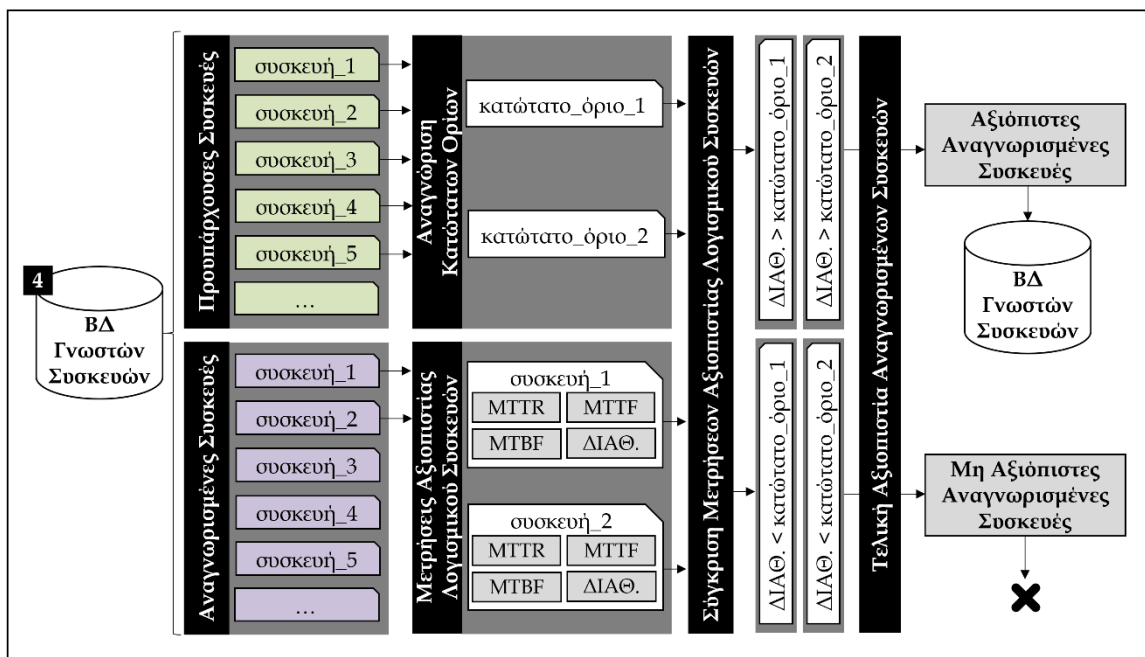 4
ΒΔ
Γνωστών
Συσκευών
Προυπάρχουσες Συσκευές
συσκευή_1
συσκευή_2
συσκευή_3
συσκευή_4
συσκευή_5
…
Αναγνώριση
Κατώτατων Ορίων
κατώτατο_όριο_1
κατώτατο_όριο_2
Αναγνωρισμένες Συσκευές
συσκευή_1
συσκευή_2
συσκευή_3
συσκευή_4
συσκευή_5
…
Μετρήσεις Αξιοπιστίας
Λογισμικού Συσκευών
συσκευή_1
MTTR MTTF
MTBF ΔΙΑΘ.
συσκευή_2
MTTR MTTF
MTBF ΔΙΑΘ.
Σύγκριση Μετρήσεων Αξιοπιστίας Λογισμικού Συσκευών
ΔΙΑΘ. > κατώτατο_όριο_1
ΔΙΑΘ. > κατώτατο_όριο_2
ΔΙΑΘ. < κατώτατο_όριο_1
ΔΙΑΘ. < κατώτατο_όριο_2
Τελική Αξιοπιστία Αναγνωρισμένων Συσκευών
Αξιόπιστες
Αναγνωρισμένες
Συσκευές
ΒΔ
Γνωστών
Συσκευών
Μη Αξιόπιστες
Αναγνωρισμένες
Συσκευές